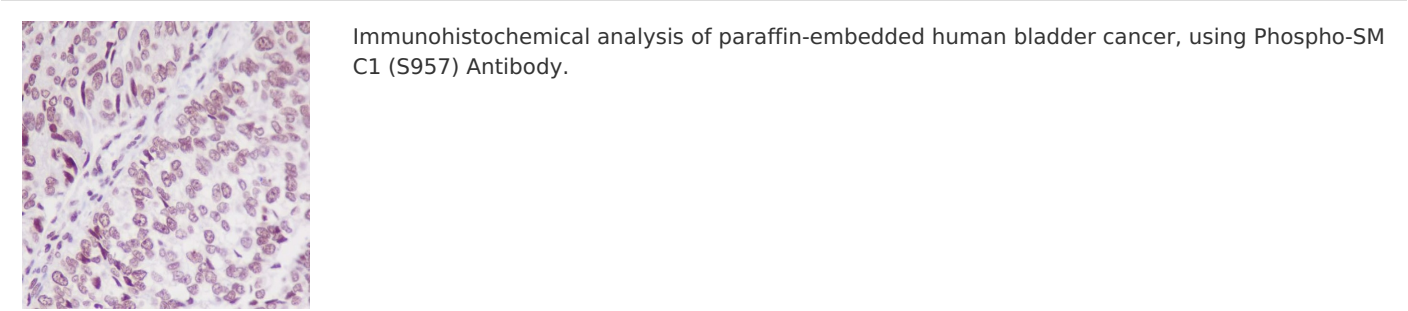 Immunohistochemical analysis of paraffin-embedded human bladder cancer, using Phospho-SM
C1 (S957) Antibody.